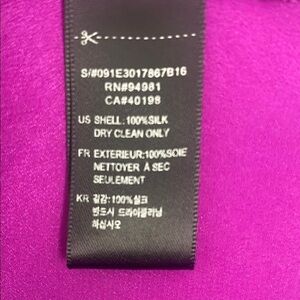 S/#091E3017867B16
RN#94981
CA#40198
US SHELL:100%SILK
DRY CLEAN ONLY
FR EXTERIEUR:100%SOIE
NETTOYER A SEC
SEULEMENT
KR 겉감:100%실크
반드시 드라이클리닝
하십시오